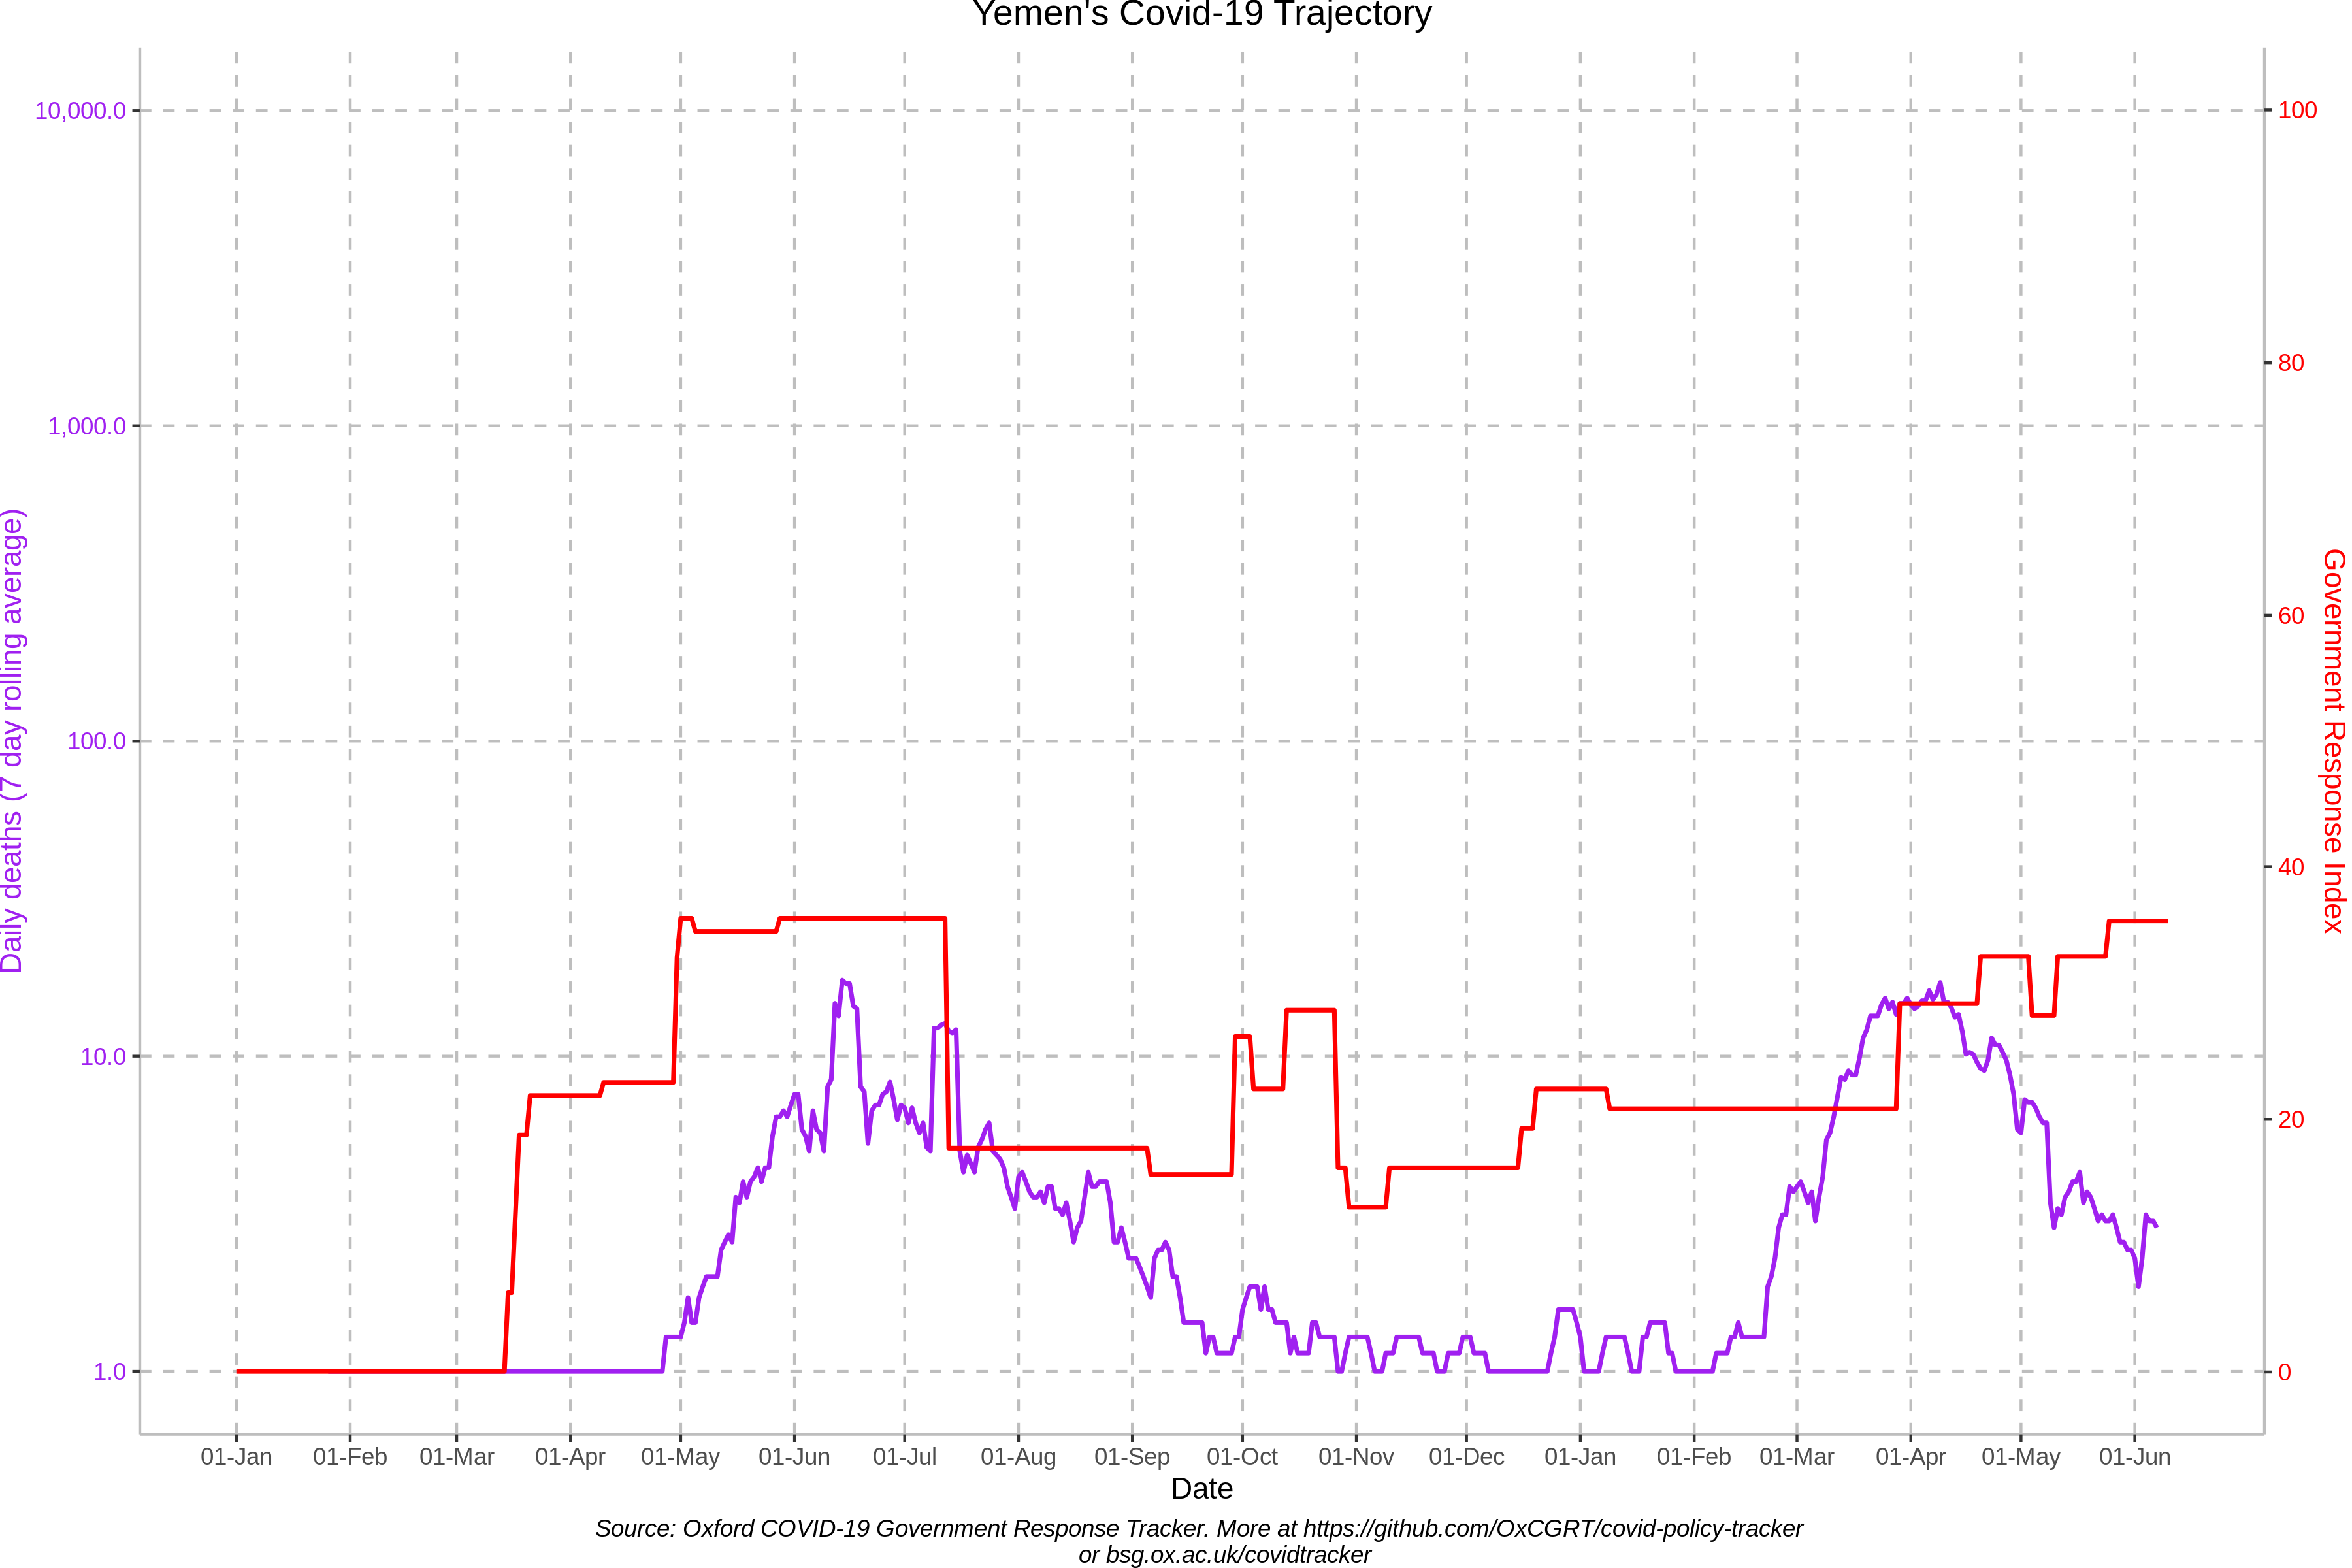 Yemen's Covid-19 Trajectory
10,000.0
1,000.0
100.0
10.0
1.0
Daily deaths (7 day rolling average)
100
80
60
40
20
0
Government Response Index
01-Jan 01-Feb 01-Mar 01-Apr 01-May 01-Jun 01-Jul 01-Aug 01-Sep 01-Oct 01-Nov 01-Dec 01-Jan 01-Feb 01-Mar 01-Apr 01-May 01-Jun
Date
Source: Oxford COVID-19 Government Response Tracker. More at https://github.com/OxCGRT/covid-policy-tracker
or bsg.ox.ac.uk/covidtracker